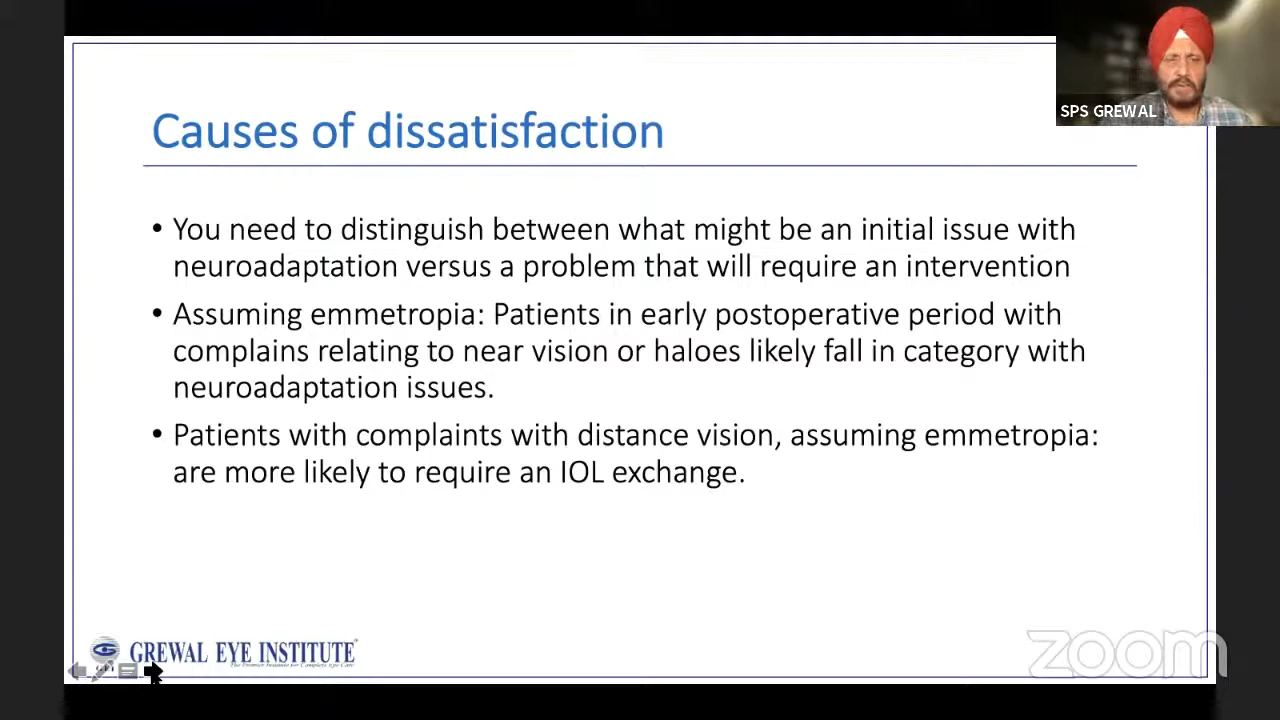 SPS GREWAL
Causes of dissatisfaction
• You need to distinguish between what might be an initial issue with
neuroadaptation versus a problem that will require an intervention
• Assuming emmetropia: Patients in early postoperative period with
complains relating to near vision or haloes likely fall in category with
neuroadaptation issues.
• Patients with complaints with distance vision, assuming emmetropia:
are more likely to require an IOL exchange.
GREWAL EYE INSTITUTE
zoom